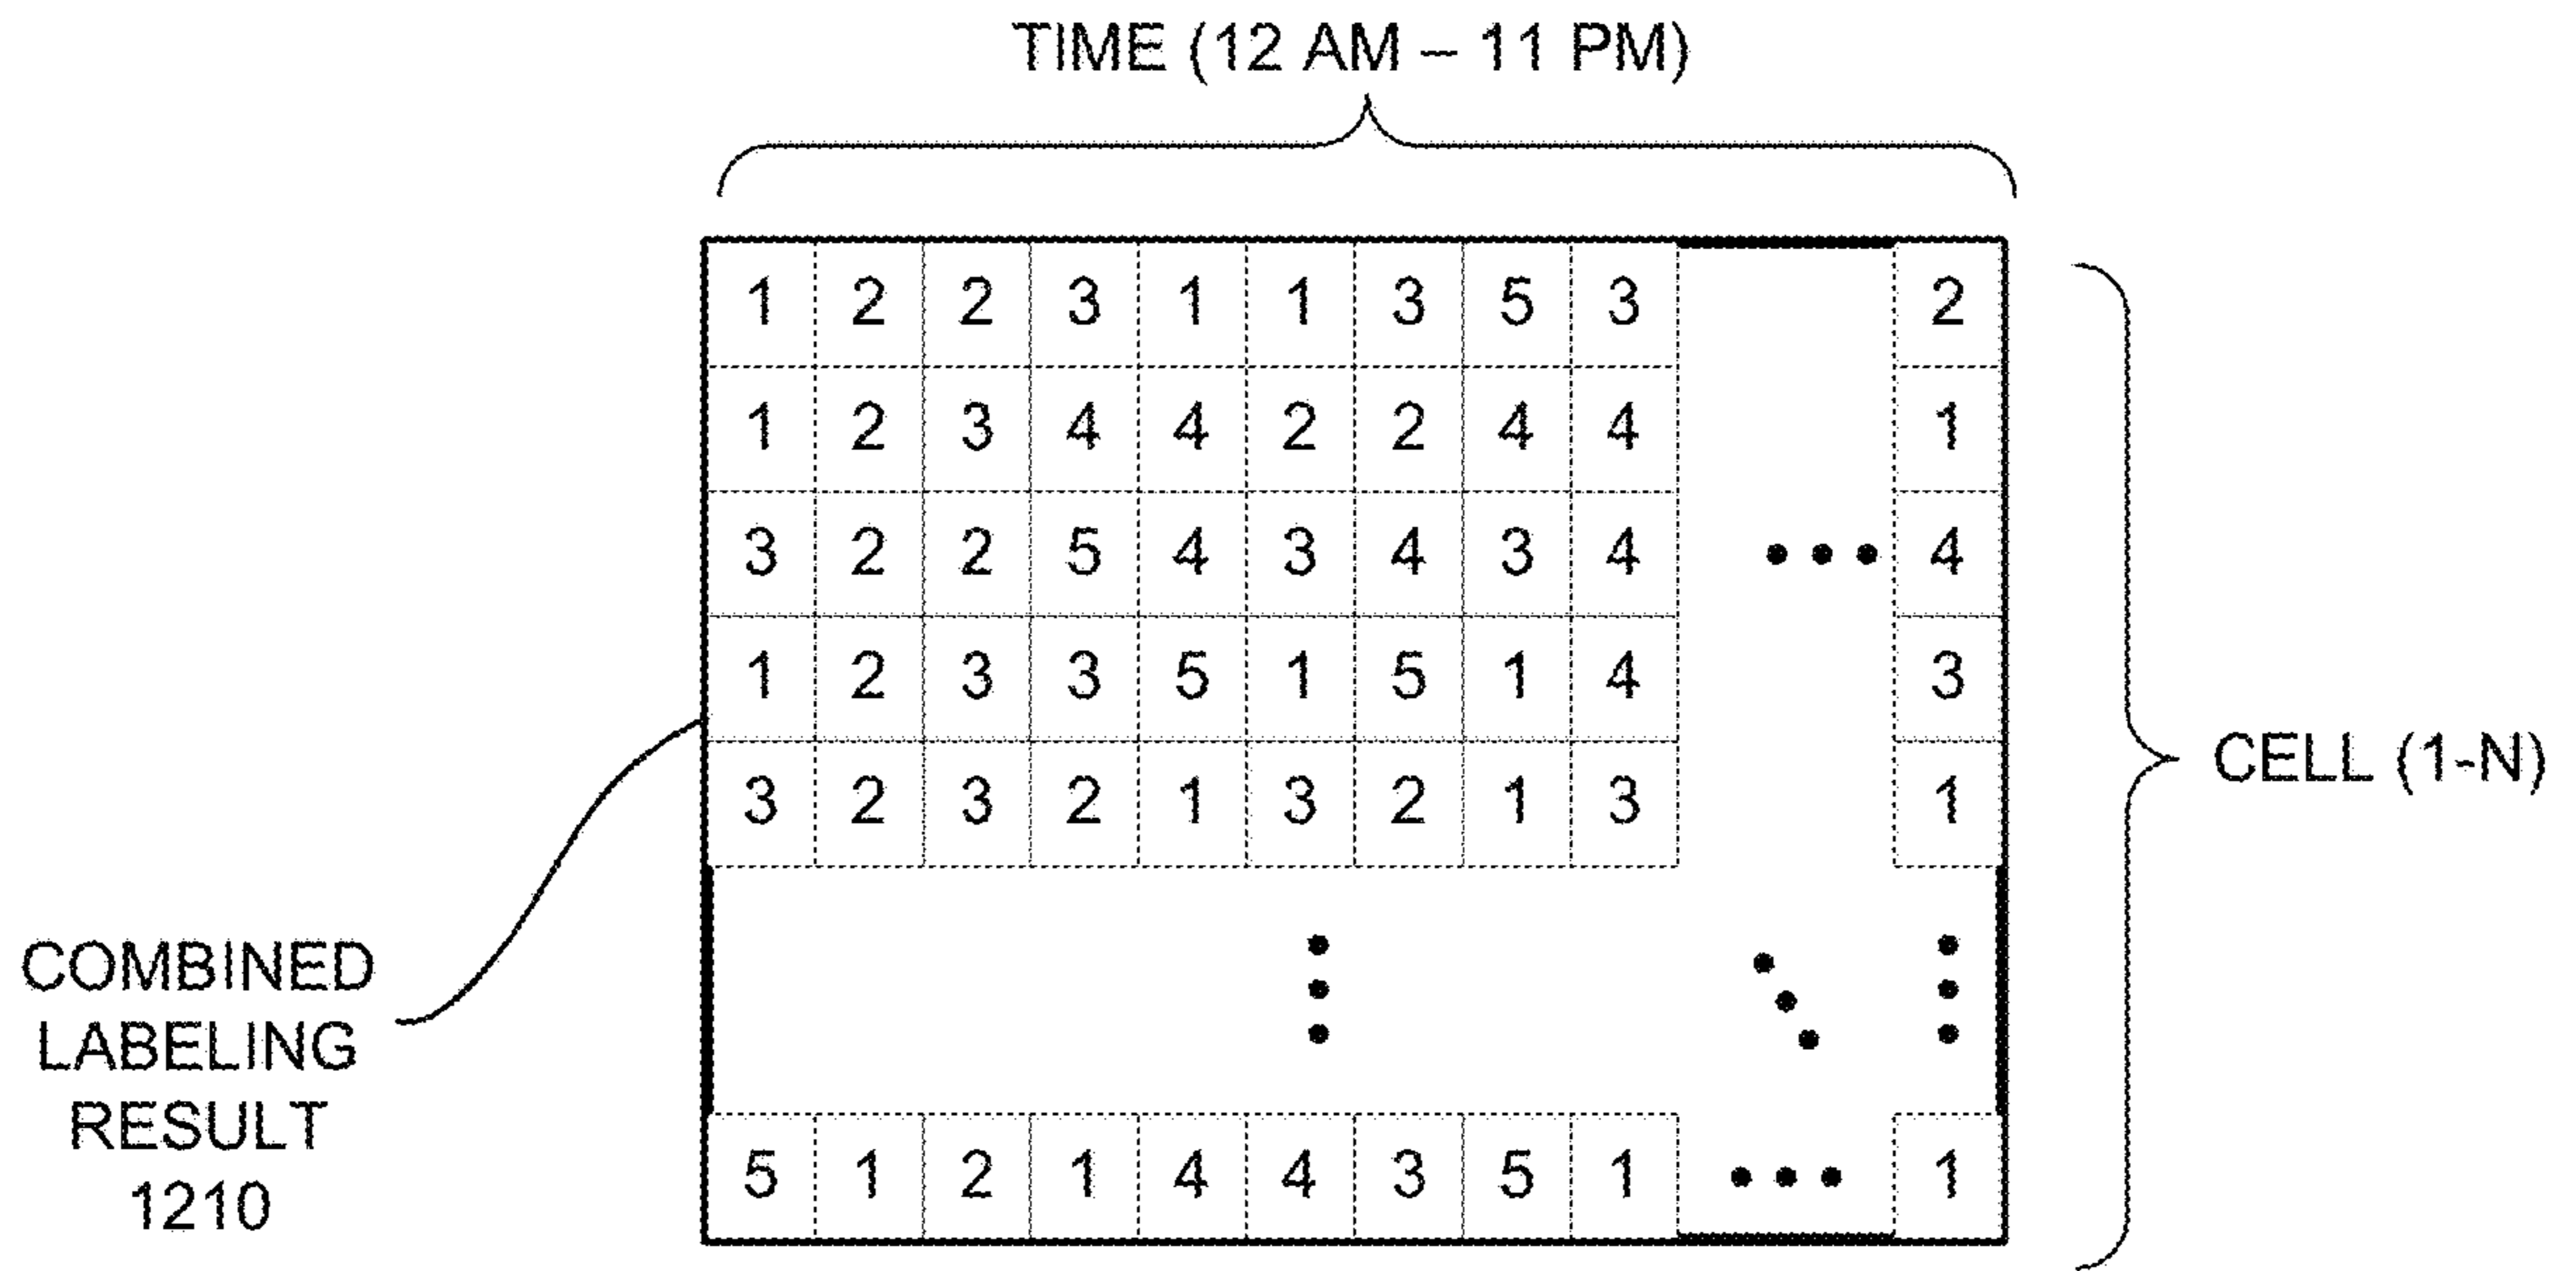 TIME (12 AM – 11 PM)
1 2 2 3 1 1 3 5 3 2
1 2 3 4 4 2 2 4 4 1
3 2 2 5 4 3 4 3 4 ••• 4
1 2 3 3 5 1 5 1 4 3
3 2 3 2 1 3 2 1 3 1
5 1 2 1 4 4 3 5 1 ••• 1
CELL (1-N)
COMBINED
LABELING
RESULT
1210